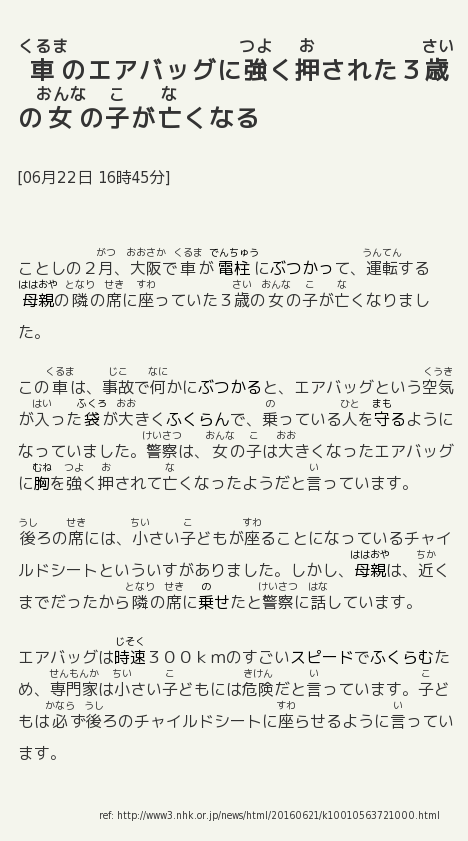 車のエアバッグに強く押された３歳
の女の子が亡くなる
[06月22日 16時45分]
ことしの２月、大阪で車が電柱にぶつかって、運転する
母親の隣の席に座っていた３歳の女の子が亡くなりまし
た。
この車は、事故で何かにぶつかると、エアバッグという空気
が入った袋が大きくふくらんで、乗っている人を守るように
なっていました。警察は、女の子は大きくなったエアバッグ
に胸を強く押されて亡くなったようだと言っています。
後ろの席には、小さい子どもが座ることになっているチャイ
ルドシートといういすがありました。しかし、母親は、近く
までだったから隣の席に乗せたと警察に話しています。
エアバッグは時速３００ｋｍのすごいスピードでふくらむた
め、専門家は小さい子どもには危険だと言っています。子ど
もは必ず後ろのチャイルドシートに座らせるように言ってい
ます。
ref: http://www3.nhk.or.jp/news/html/20160621/k10010563721000.html